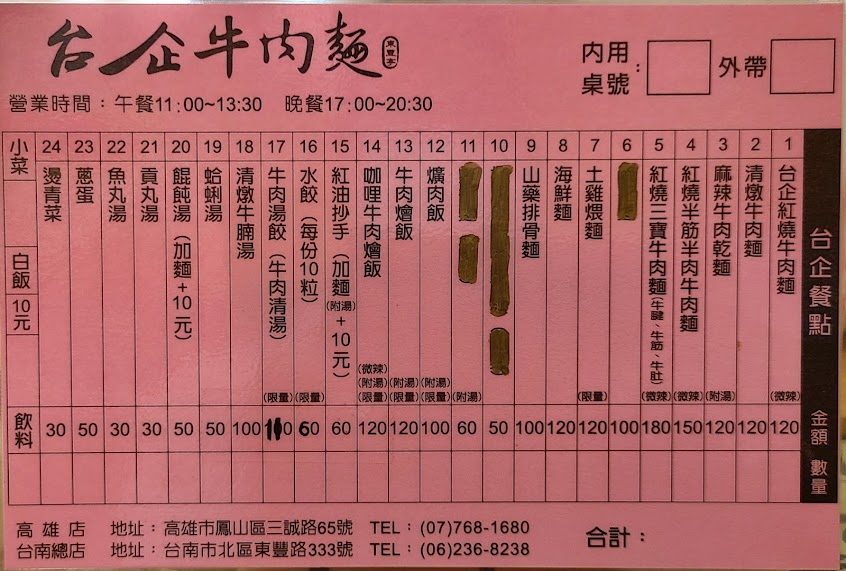 台企牛肉麵
東豐亭
內用
桌號：
外帶
營業時間：午餐11:00~13:30 晚餐17:00~20:30
台企餐點 金額 數量
1 台企紅燒牛肉麵 (微辣) 120
2 清燉牛肉麵 120
3 麻辣牛肉乾麵 (附湯) 120
4 紅燒半筋半肉牛肉麵 (微辣) 150
5 紅燒三寶牛肉麵(牛腱、牛筋、牛肚) (微辣) 180
6 100
7 土雞煨麵 (限量) 120
8 海鮮麵 120
9 山藥排骨麵 100
10 50
11 (附湯) 60
12 爌肉飯 (附湯) (限量) 100
13 牛肉燴飯 (附湯) (限量) 120
14 咖哩牛肉燴飯 (微辣) (附湯) (限量) 120
15 紅油抄手（加麵(附湯)+10元） 60
16 水餃（每份10粒） (限量) 60
17 牛肉湯餃（牛肉清湯） (限量) 110
18 清燉牛腩湯 100
19 蛤蜊湯 50
20 餛飩湯（加麵+10元） 50
21 貢丸湯 30
22 魚丸湯 30
23 蔥蛋 50
24 燙青菜 30
小菜
白飯
10元
飲料
高雄店 地址：高雄市鳳山區三誠路65號 TEL：(07)768-1680
台南總店 地址：台南市北區東豐路333號 TEL：(06)236-8238
合計：